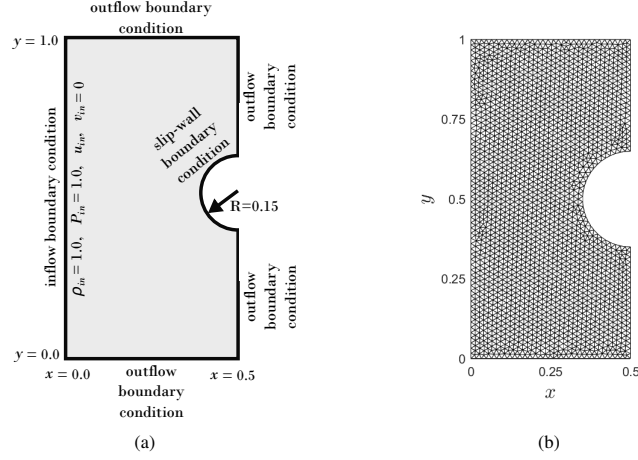 outflow boundary
condition
y = 1.0
inflow boundary condition
ρin = 1.0, Pin = 1.0, uin, vin = 0
slip-wall
boundary
condition
outflow
boundary
condition
R=0.15
outflow
boundary
condition
y = 0.0
x = 0.0
x = 0.5
outflow
boundary
condition
(a)
1
0.75
0.5
0.25
0
y
0
0.25
0.5
x
(b)